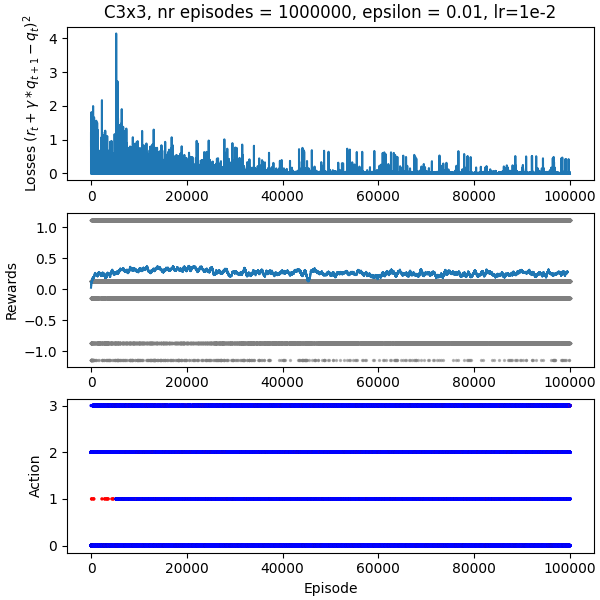 C3x3, nr episodes = 1000000, epsilon = 0.01, lr=1e-2
Losses $(r_t + \gamma * q_{t+1} - q_t)^2$
4
3
2
1
0
0 20000 40000 60000 80000 100000
Rewards
1.0
0.5
0.0
−0.5
−1.0
0 20000 40000 60000 80000 100000
Action
3
2
1
0
0 20000 40000 60000 80000 100000
Episode